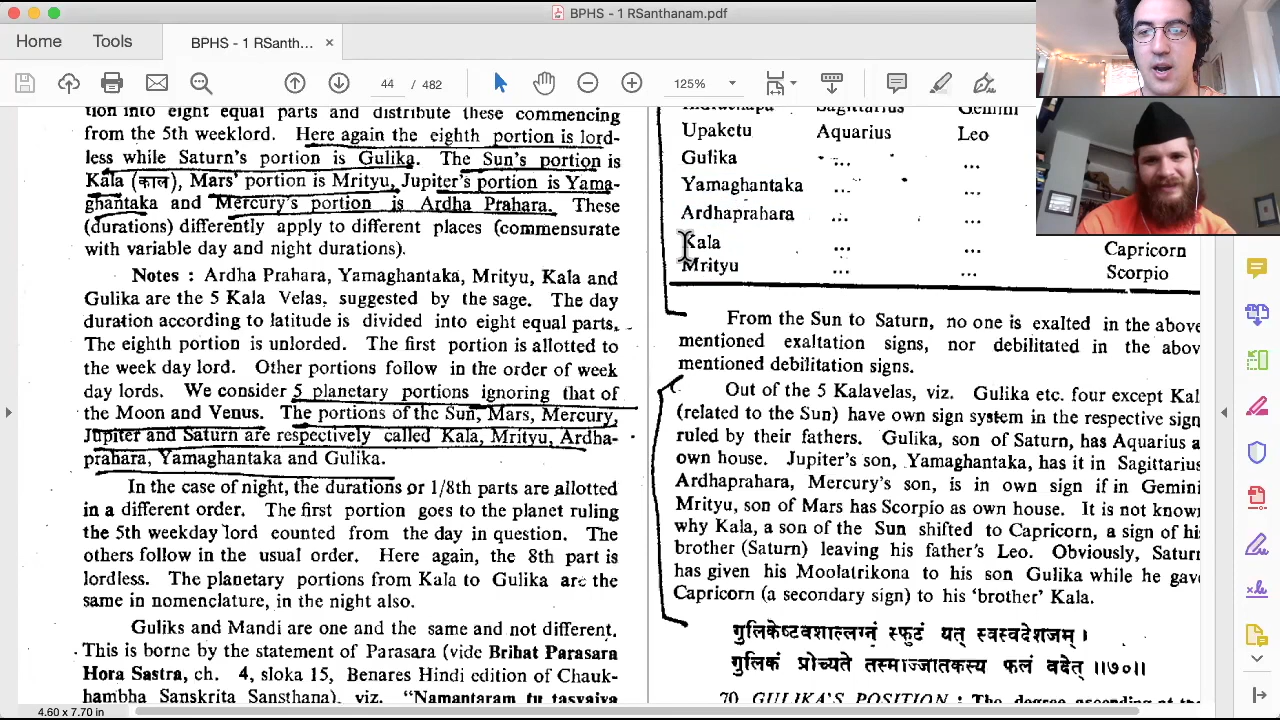 BPHS - 1 RSanthanam.pdf
Home
Tools
BPHS - 1 RSanth...
×
44 / 482
125%
tion into eight equal parts and distribute these commencing
from the 5th weeklord. Here again the eighth portion is lord-
less while Saturn's portion is Gulika. The Sun's portion is
Kala (काल), Mars' portion is Mrityu, Jupiter's portion is Yama-
ghantaka and Mercury's portion is Ardha Prahara. These
(durations) differently apply to different places (commensurate
with variable day and night durations).
Notes : Ardha Prahara, Yamaghantaka, Mrityu, Kala and
Gulika are the 5 Kala Velas, suggested by the sage. The day
duration according to latitude is divided into eight equal parts.
The eighth portion is unlorded. The first portion is allotted to
the week day lord. Other portions follow in the order of week
day lords. We consider 5 planetary portions ignoring that of
the Moon and Venus. The portions of the Sun, Mars, Mercury,
Jupiter and Saturn are respectively called Kala, Mrityu, Ardha-
prahara, Yamaghantaka and Gulika.
In the case of night, the durations or 1/8th parts are allotted
in a different order. The first portion goes to the planet ruling
the 5th weekday lord counted from the day in question. The
others follow in the usual order. Here again, the 8th part is
lordless. The planetary portions from Kala to Gulika are the
same in nomenclature, in the night also.
Guliks and Mandi are one and the same and not different.
This is borne by the statement of Parasara (vide Brihat Parasara
Hora Sastra, ch. 4, sloka 15, Benares Hindi edition of Chauk-
hambha Sanskrita Sansthana), viz. "Namantaram tu tasyaiva
Indrachapa Sagittarius Gemini
Upaketu Aquarius Leo
Gulika ... ...
Yamaghantaka ... ...
Ardhaprahara ... ...
Kala ... ... Capricorn
Mrityu ... ... Scorpio
From the Sun to Saturn, no one is exalted in the above
mentioned exaltation signs, nor debilitated in the abov
mentioned debilitation signs.
Out of the 5 Kalavelas, viz. Gulika etc. four except Kal
(related to the Sun) have own sign system in the respective sign
ruled by their fathers. Gulika, son of Saturn, has Aquarius a
own house. Jupiter's son, Yamaghantaka, has it in Sagittarius
Ardhaprahara, Mercury's son, is in own sign if in Gemini
Mrityu, son of Mars has Scorpio as own house. It is not known
why Kala, a son of the Sun shifted to Capricorn, a sign of his
brother (Saturn) leaving his father's Leo. Obviously, Saturn
has given his Moolatrikona to his son Gulika while he gave
Capricorn (a secondary sign) to his 'brother' Kala.
गुलिकेष्टवशाल्लग्नं स्फुटं यत् स्वस्वदेशजम् ।
गुलिकं प्रोच्यते तस्माज्जातकस्य फलं वदेत् ॥७०॥
70 GULIKA'S POSITION : The degree ascending at the
4.60 x 7.70 in